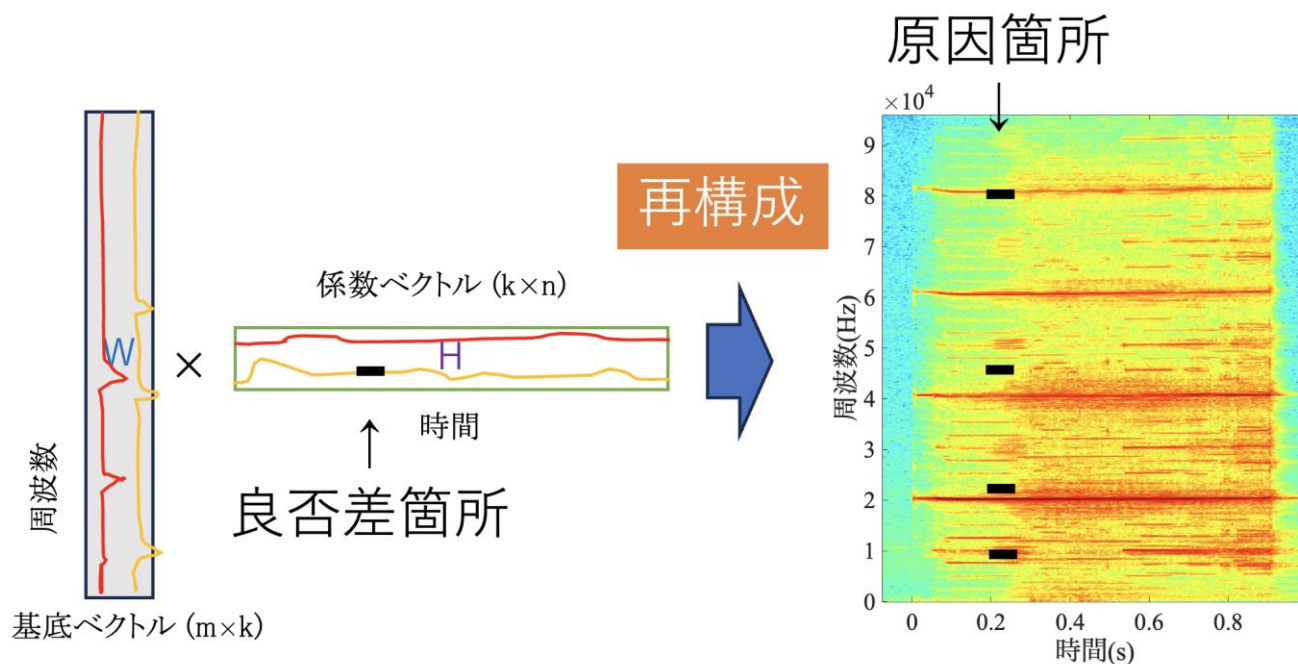 原因箇所
再構成
係数ベクトル (k×n)
W
×
H
周波数
時間
良否差箇所
基底ベクトル (m×k)
×10^4
9
8
7
6
5
4
3
2
1
0
周波数(Hz)
0 0.2 0.4 0.6 0.8
時間(s)